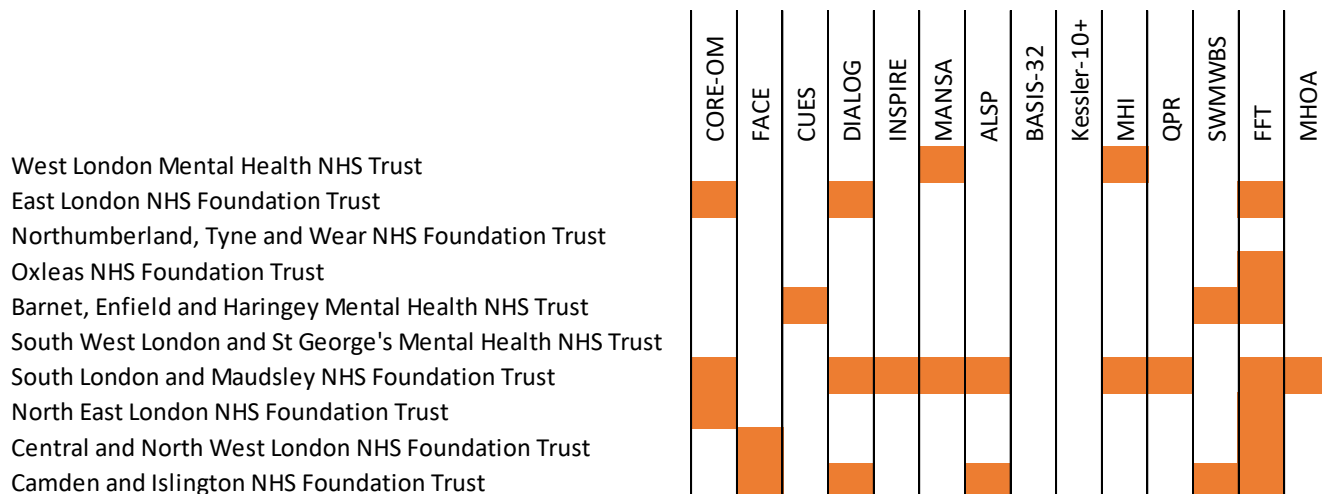 CORE-OM
FACE
CUES
DIALOG
INSPIRE
MANSA
ALSP
BASIS-32
Kessler-10+
MHI
QPR
SWMWBS
FFT
MHOA
West London Mental Health NHS Trust
East London NHS Foundation Trust
Northumberland, Tyne and Wear NHS Foundation Trust
Oxleas NHS Foundation Trust
Barnet, Enfield and Haringey Mental Health NHS Trust
South West London and St George's Mental Health NHS Trust
South London and Maudsley NHS Foundation Trust
North East London NHS Foundation Trust
Central and North West London NHS Foundation Trust
Camden and Islington NHS Foundation Trust